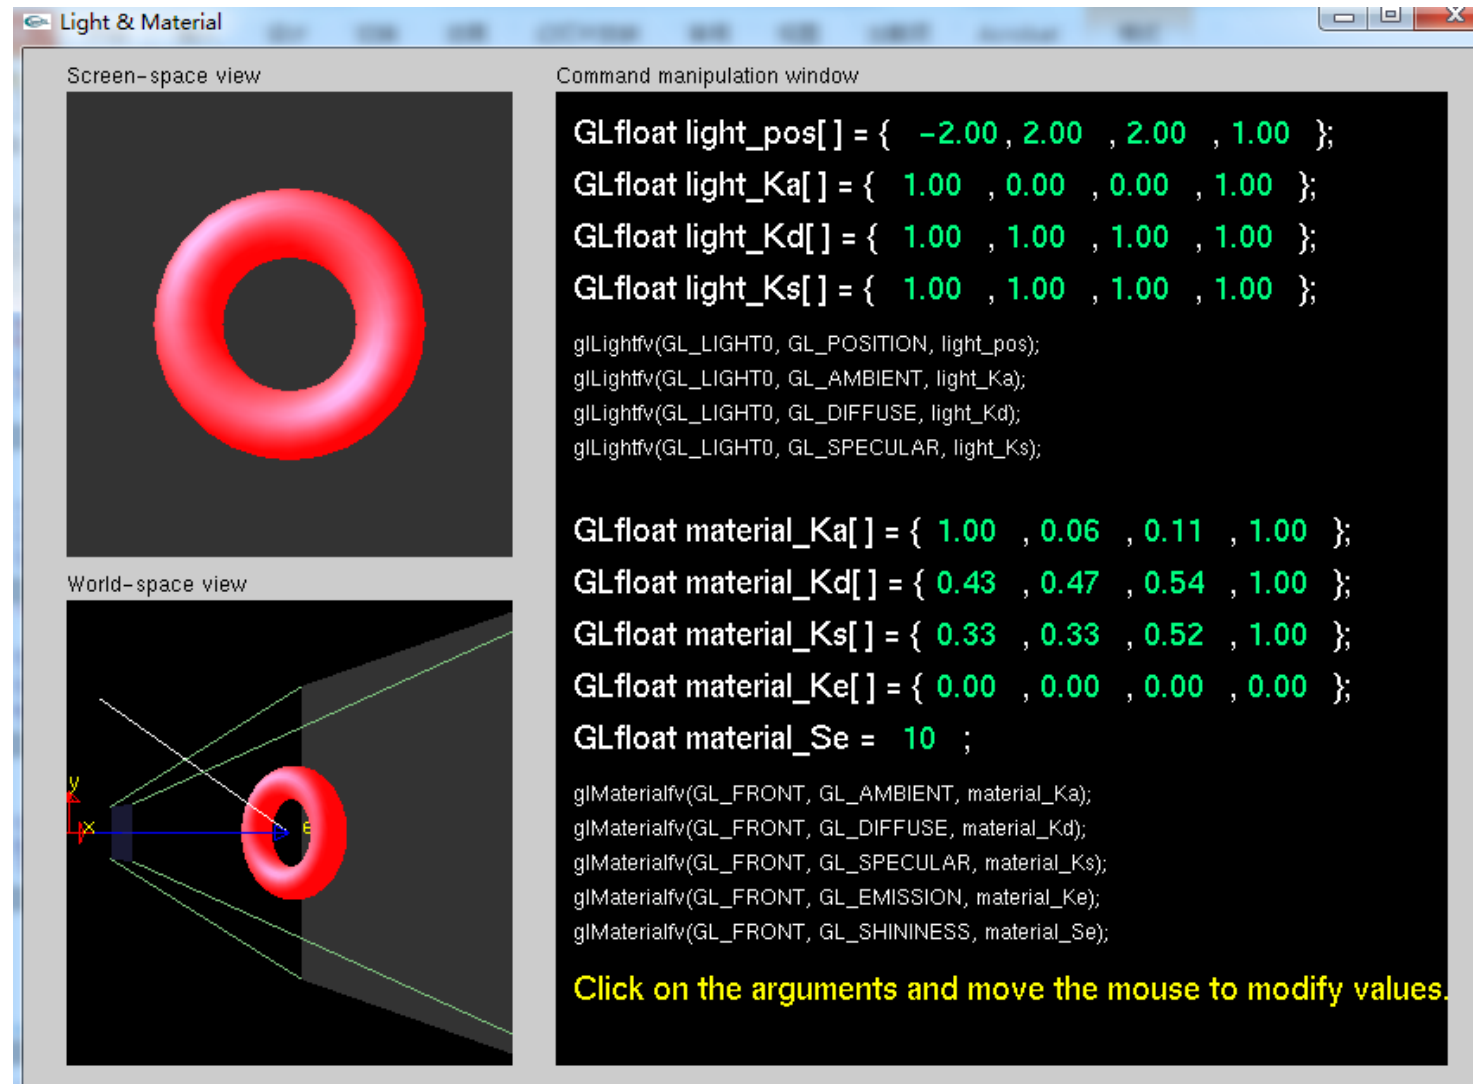 Light & Material
Screen-space view
Command manipulation window
GLfloat light_pos[ ] = { -2.00 , 2.00 , 2.00 , 1.00 };
GLfloat light_Ka[ ] = { 1.00 , 0.00 , 0.00 , 1.00 };
GLfloat light_Kd[ ] = { 1.00 , 1.00 , 1.00 , 1.00 };
GLfloat light_Ks[ ] = { 1.00 , 1.00 , 1.00 , 1.00 };
glLightfv(GL_LIGHT0, GL_POSITION, light_pos);
glLightfv(GL_LIGHT0, GL_AMBIENT, light_Ka);
glLightfv(GL_LIGHT0, GL_DIFFUSE, light_Kd);
glLightfv(GL_LIGHT0, GL_SPECULAR, light_Ks);
GLfloat material_Ka[ ] = { 1.00 , 0.06 , 0.11 , 1.00 };
GLfloat material_Kd[ ] = { 0.43 , 0.47 , 0.54 , 1.00 };
GLfloat material_Ks[ ] = { 0.33 , 0.33 , 0.52 , 1.00 };
GLfloat material_Ke[ ] = { 0.00 , 0.00 , 0.00 , 0.00 };
GLfloat material_Se = 10 ;
glMaterialfv(GL_FRONT, GL_AMBIENT, material_Ka);
glMaterialfv(GL_FRONT, GL_DIFFUSE, material_Kd);
glMaterialfv(GL_FRONT, GL_SPECULAR, material_Ks);
glMaterialfv(GL_FRONT, GL_EMISSION, material_Ke);
glMaterialfv(GL_FRONT, GL_SHININESS, material_Se);
Click on the arguments and move the mouse to modify values.
World-space view
y
x
e